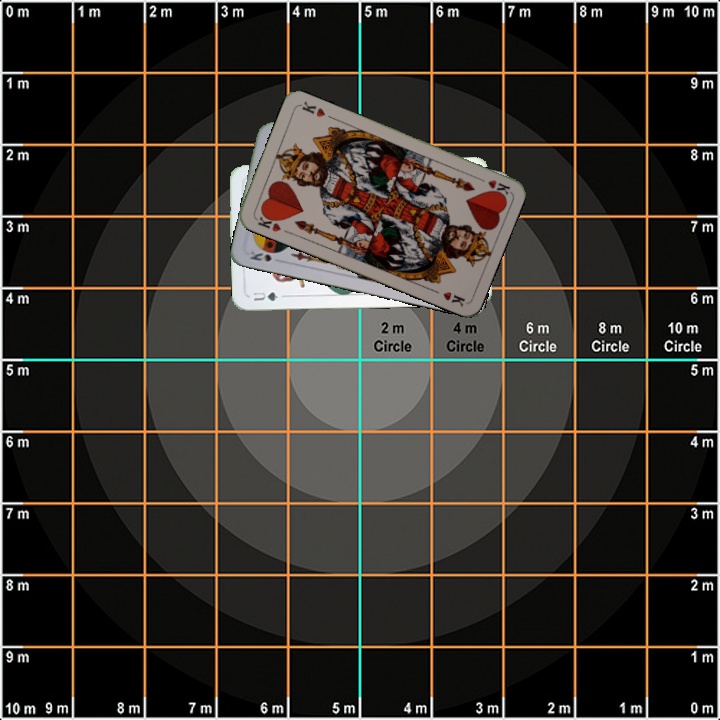 0 m 1 m 2 m 3 m 4 m 5 m 6 m 7 m 8 m 9 m 10 m
1 m 9 m
K
2 m 8 m
K
3 m 7 m
K
K
4 m 6 m
U
K
2 m 4 m 6 m 8 m 10 m
Circle Circle Circle Circle Circle
5 m 5 m
6 m 4 m
7 m 3 m
8 m 2 m
9 m 1 m
10 m 9 m 8 m 7 m 6 m 5 m 4 m 3 m 2 m 1 m 0 m